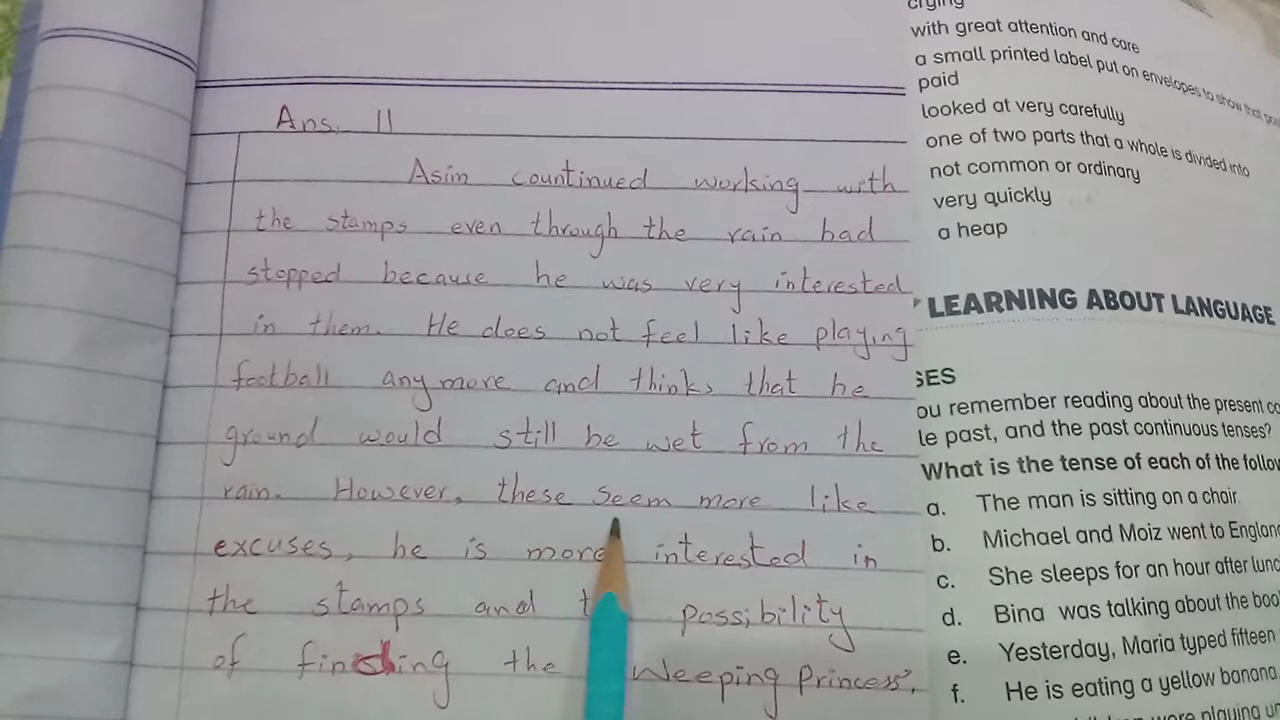 Ans. 11
Asim countinued working with
the stamps even through the rain had
stopped because he was very interested
in them. He does not feel like playing
football anymore and thinks that he
ground would still be wet from the
rain. However, these seem more like
excuses, he is more interested in
the stamps and possibility
of finding the Weeping Princess.
crying
with great attention and care
a small printed label put on envelopes to show that
paid
looked at very carefully
one of two parts that a whole is divided into
not common or ordinary
very quickly
a heap
LEARNING ABOUT LANGUAGE
SES
ou remember reading about the present
le past, and the past continuous tenses?
What is the tense of each of the follow
a. The man is sitting on a chair.
b. Michael and Moiz went to England
c. She sleeps for an hour after lunc
d. Bina was talking about the boo
e. Yesterday, Maria typed fifteen
f. He is eating a yellow banana.
were playing